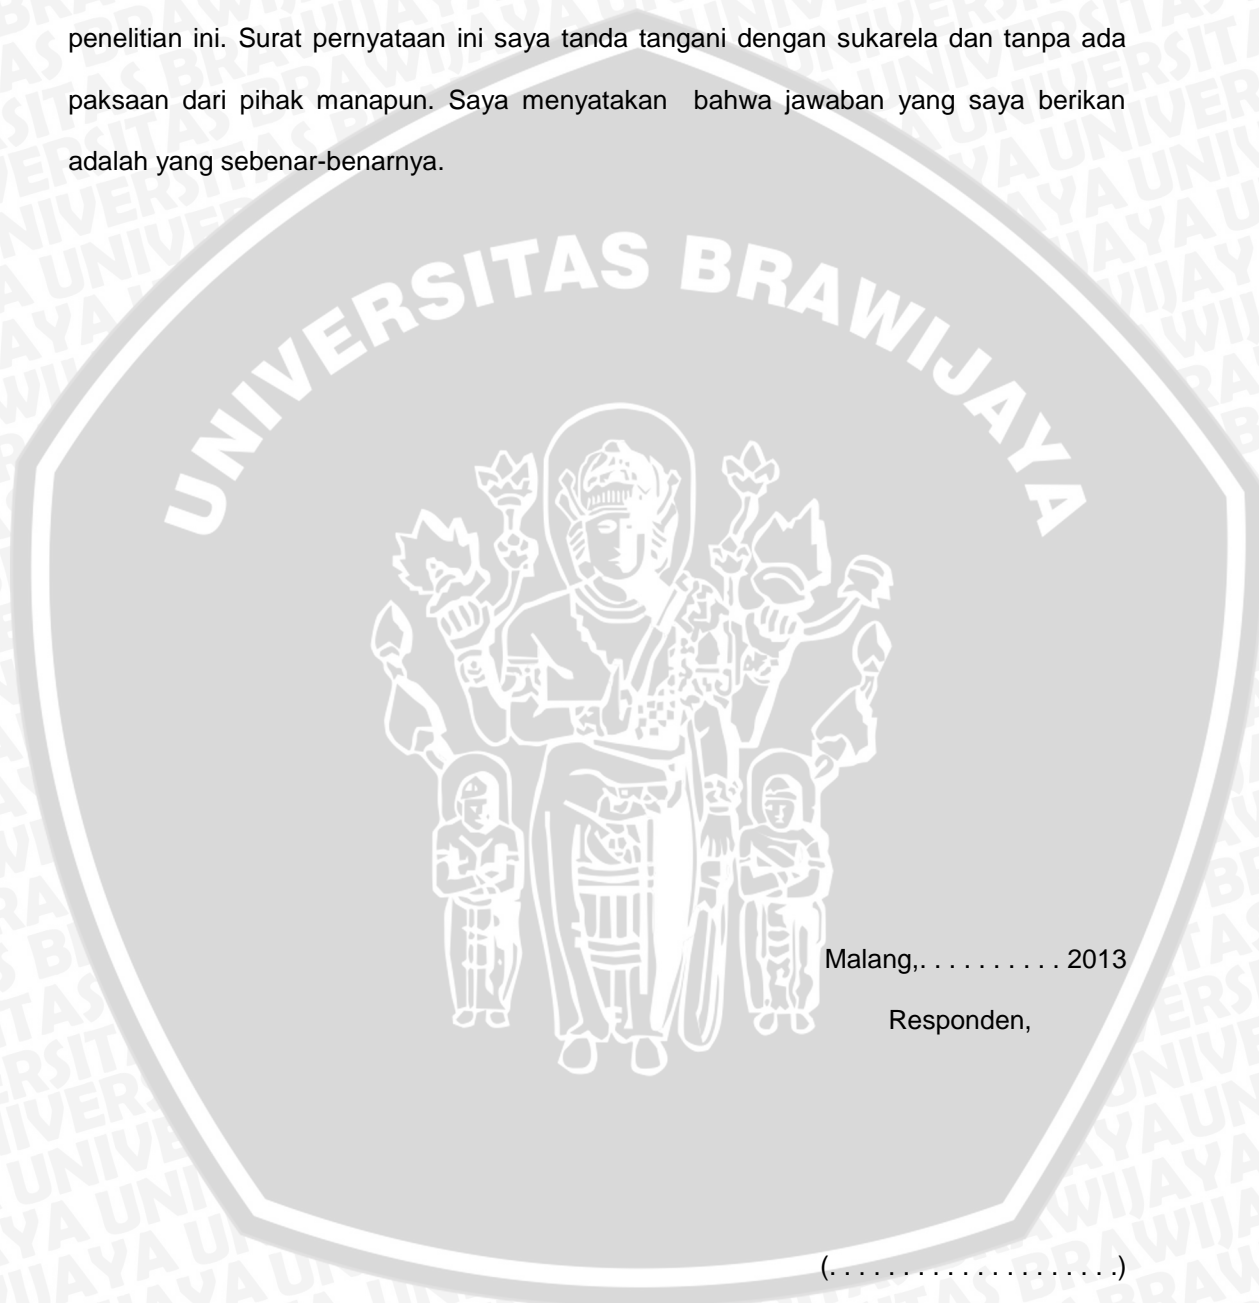 penelitian ini. Surat pernyataan ini saya tanda tangani dengan sukarela dan tanpa ada
paksaan dari pihak manapun. Saya menyatakan bahwa jawaban yang saya berikan
adalah yang sebenar-benarnya.
UNIVERSITAS BRAWIJAYA
Malang,. . . . . . . . . . 2013
Responden,
(. . . . . . . . . . . . . . . . . . . .)